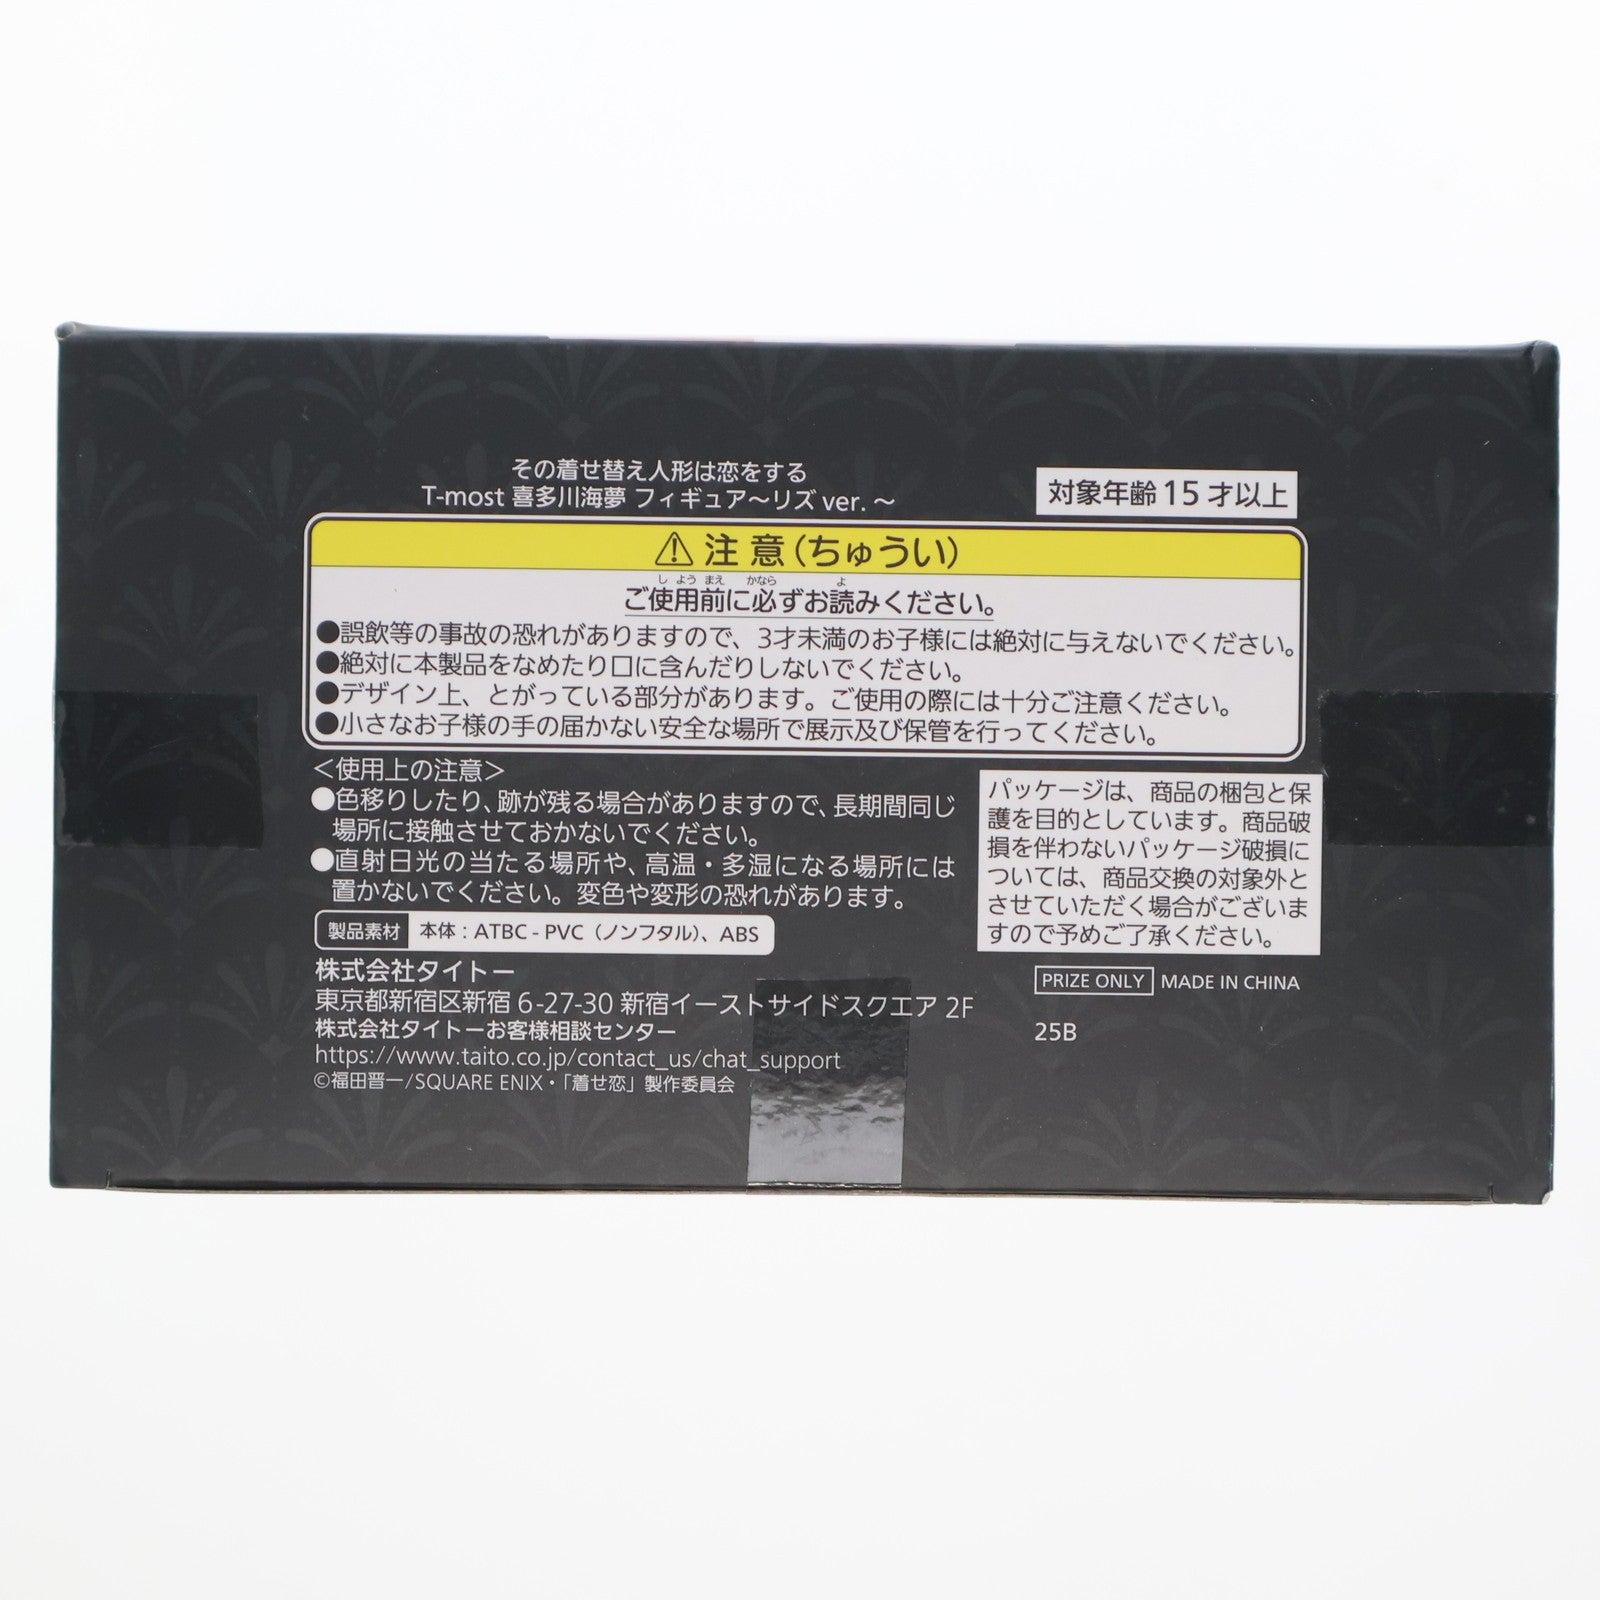 その着せ替え人形は恋をする
T-most 喜多川海夢 フィギュア～リズ ver. ～
対象年齢 15 才以上
⚠ 注 意（ちゅうい）
し よう まえ かなら よ
ご使用前に必ずお読みください。
●誤飲等の事故の恐れがありますので、3才未満のお子様には絶対に与えないでください。
●絶対に本製品をなめたり口に含んだりしないでください。
●デザイン上、とがっている部分があります。ご使用の際には十分ご注意ください。
●小さなお子様の手の届かない安全な場所で展示及び保管を行ってください。
＜使用上の注意＞
●色移りしたり、跡が残る場合がありますので、長期間同じ
場所に接触させておかないでください。
●直射日光の当たる場所や、高温・多湿になる場所には
置かないでください。変色や変形の恐れがあります。
製品素材 本体：ATBC - PVC（ノンフタル）、ABS
パッケージは、商品の梱包と保
護を目的としています。商品破
損を伴わないパッケージ破損に
ついては、商品交換の対象外と
させていただく場合がございま
すので予めご了承ください。
株式会社タイトー
東京都新宿区新宿 6-27-30 新宿イーストサイドスクエア 2F
株式会社タイトーお客様相談センター
https://www.taito.co.jp/contact_us/chat_support
©福田晋一/SQUARE ENIX・「着せ恋」製作委員会
PRIZE ONLY MADE IN CHINA
25B